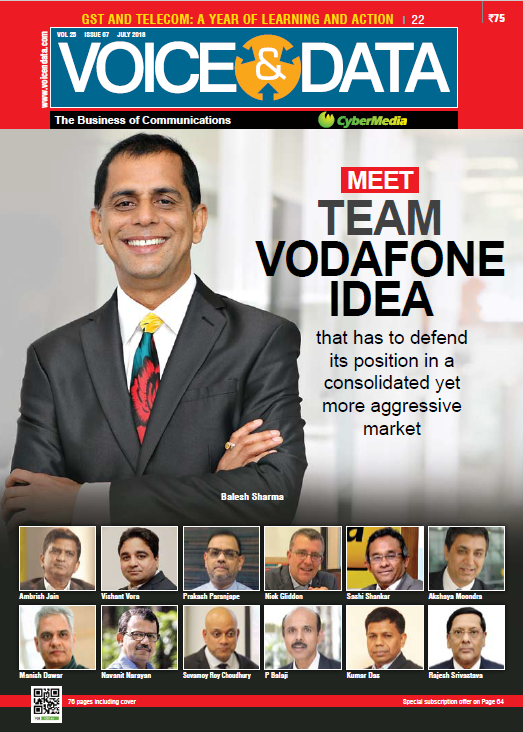 GST AND TELECOM: A YEAR OF LEARNING AND ACTION | 22
₹75
www.voicendata.com
VOL 25 ISSUE 07 JULY 2018
VOICE&DATA
The Business of Communications
CyberMedia
MEET
TEAM
VODAFONE
IDEA
that has to defend
its position in a
consolidated yet
more aggressive
market
Balesh Sharma
Ambrish Jain
Vishant Vora
Prakash Paranjape
Nick Gliddon
Sashi Shankar
Akshaya Moondra
Manish Dawar
Navanit Narayan
Suvamoy Roy Choudhury
P Balaji
Kumar Das
Rajesh Srivastava
76 pages including cover
Special subscription offer on Page 64